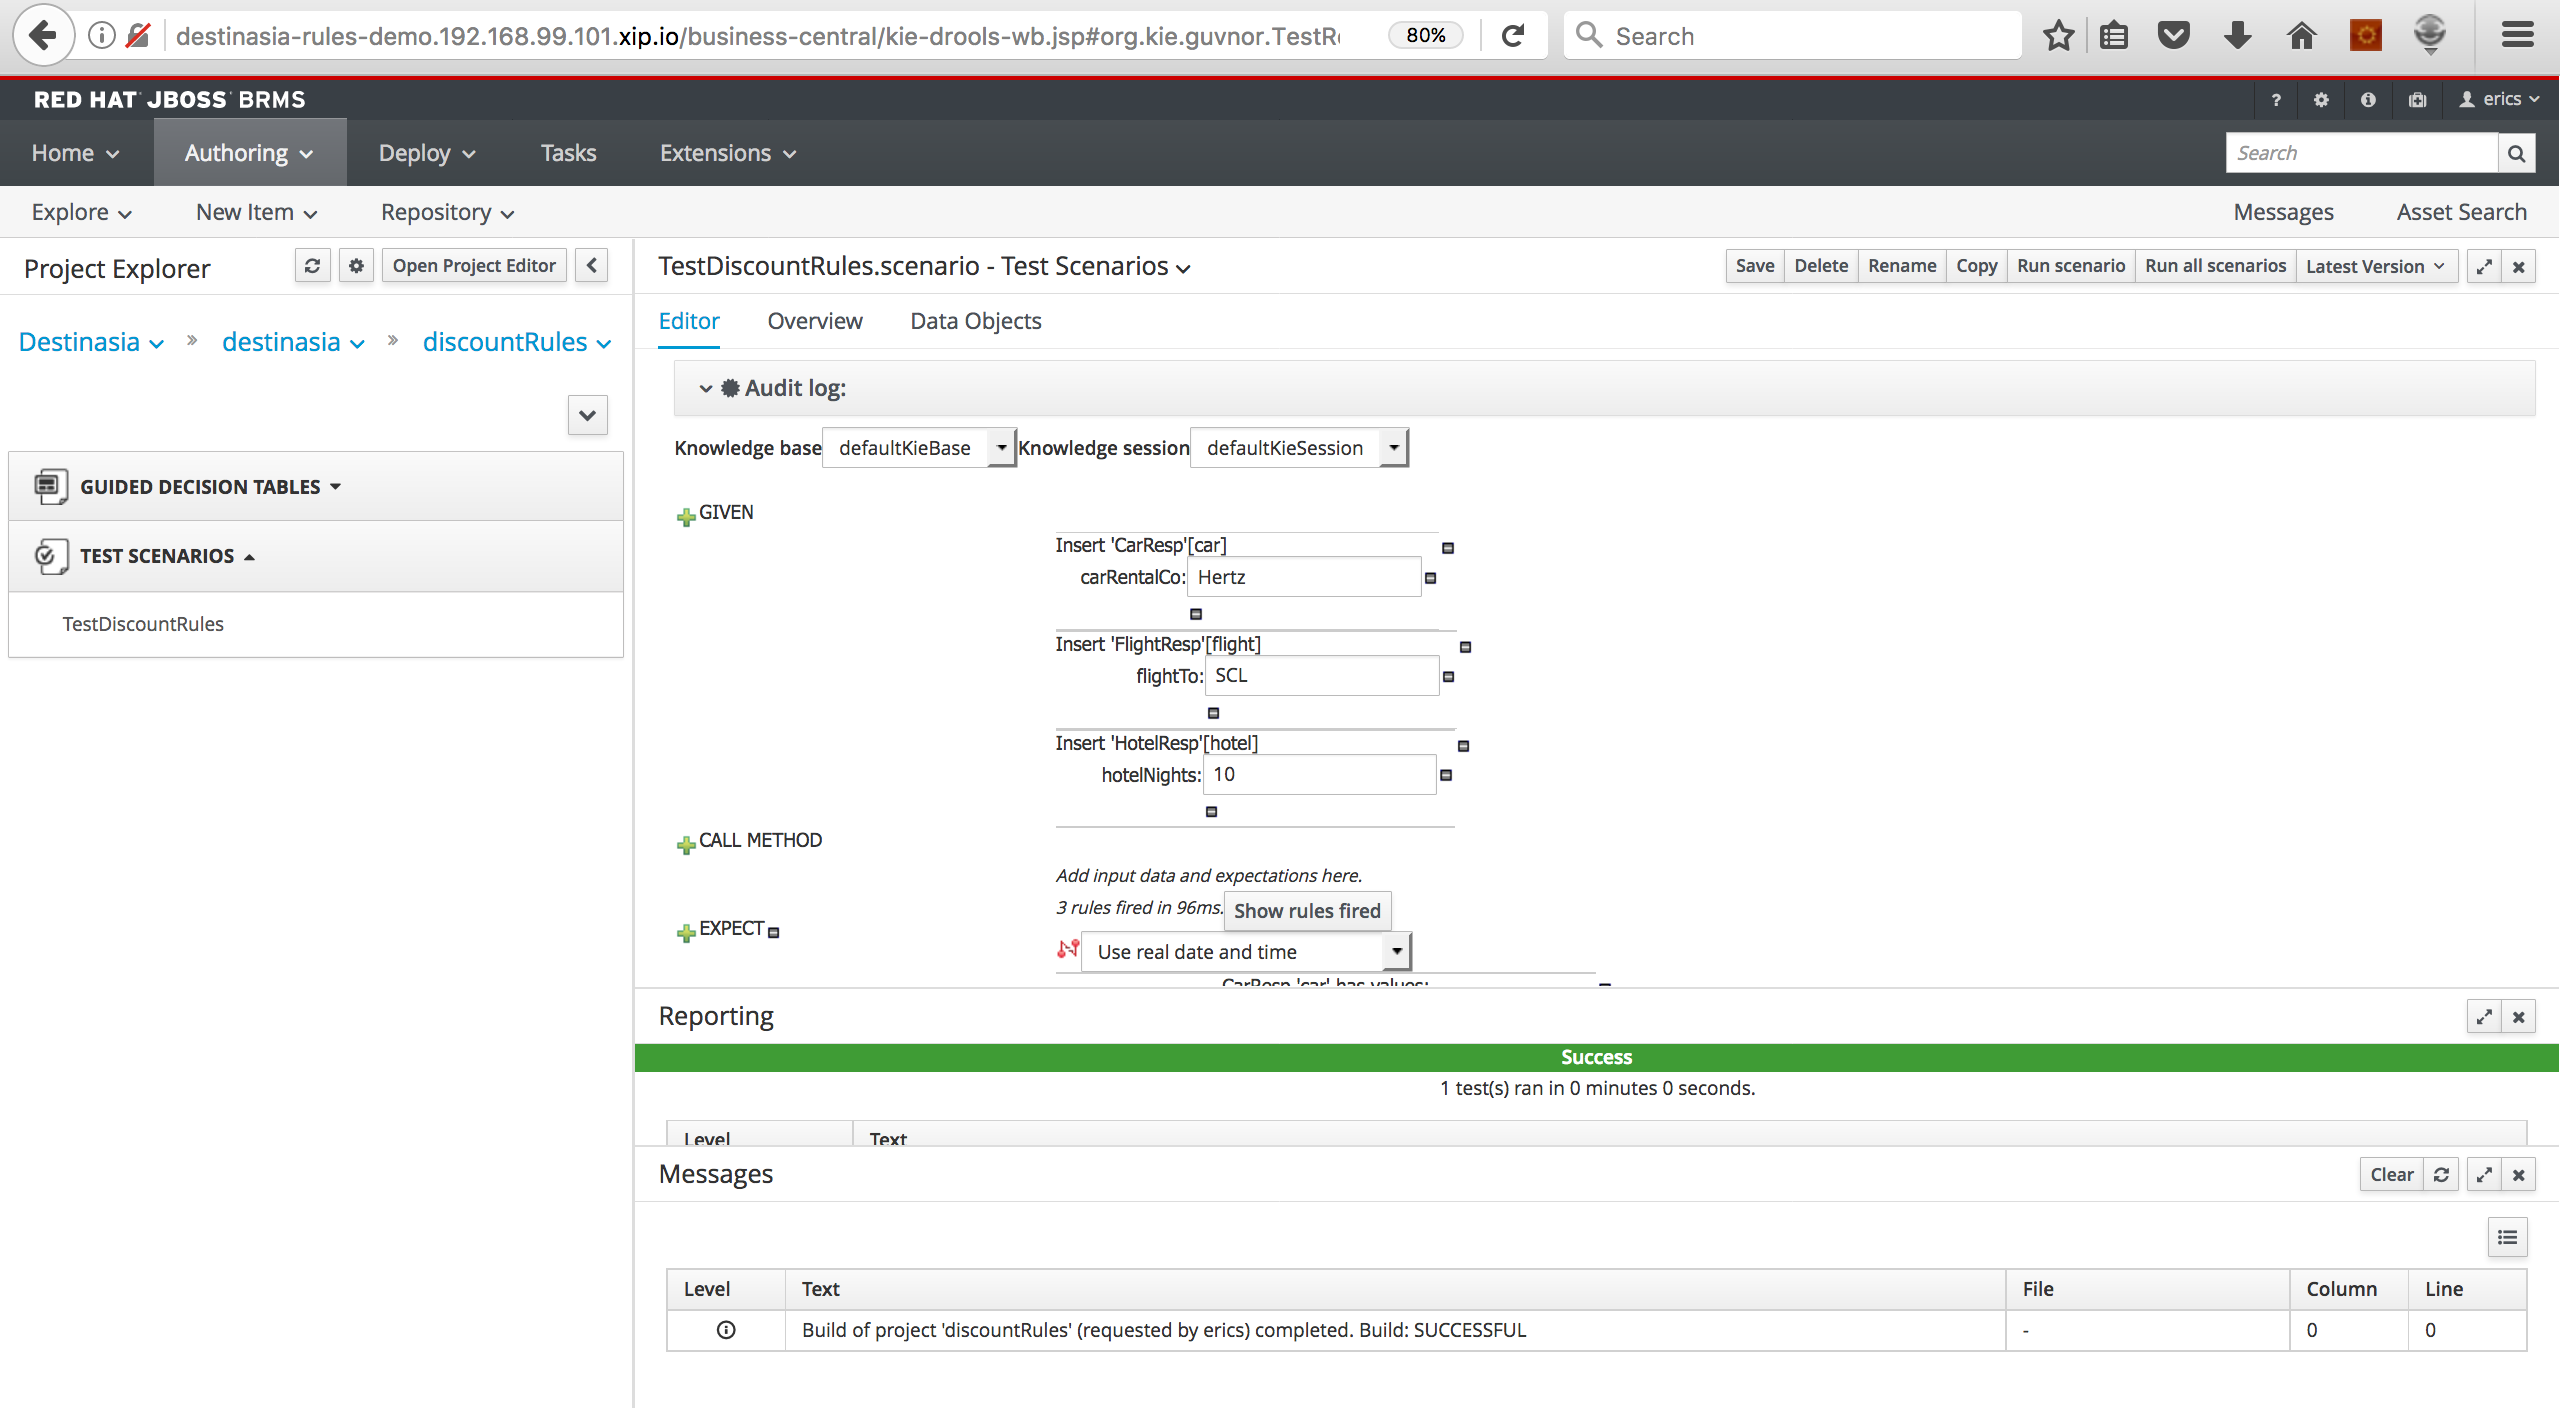 destinasia-rules-demo.192.168.99.101.xip.io/business-central/kie-drools-wb.jsp#org.kie.guvnor.TestR
80%
Search
RED HAT JBOSS BRMS
erics
Home
Authoring
Deploy
Tasks
Extensions
Search
Explore
New Item
Repository
Messages
Asset Search
Project Explorer
Open Project Editor
Destinasia » destinasia » discountRules
GUIDED DECISION TABLES
TEST SCENARIOS
TestDiscountRules
TestDiscountRules.scenario - Test Scenarios
Save
Delete
Rename
Copy
Run scenario
Run all scenarios
Latest Version
Editor
Overview
Data Objects
Audit log:
Knowledge base defaultKieBase Knowledge session defaultKieSession
GIVEN
Insert 'CarResp'[car]
carRentalCo: Hertz
Insert 'FlightResp'[flight]
flightTo: SCL
Insert 'HotelResp'[hotel]
hotelNights: 10
CALL METHOD
Add input data and expectations here.
3 rules fired in 96ms. Show rules fired
EXPECT
Use real date and time
CarResp 'car' has values:
Reporting
Success
1 test(s) ran in 0 minutes 0 seconds.
Level Text
Messages
Clear
Level Text File Column Line
Build of project 'discountRules' (requested by erics) completed. Build: SUCCESSFUL - 0 0